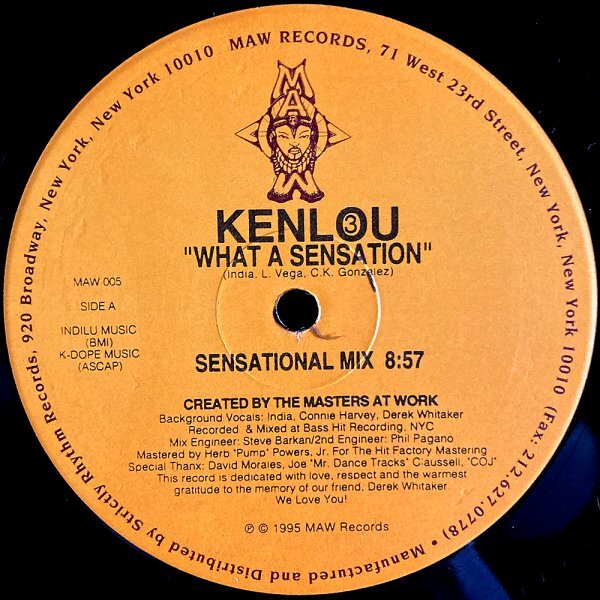 MAW RECORDS, 71 West 23rd Street, New York, New York 10010 (Fax: 212.627.0778) • Manufactured and Distributed by Strictly Rhythm Records, 920 Broadway, New York, New York 10010
MAW
KENLOU
3
"WHAT A SENSATION"
(India, L. Vega, C.K. Gonzalez)
MAW 005
SIDE A
INDILU MUSIC
(BMI)
K-DOPE MUSIC
(ASCAP)
SENSATIONAL MIX 8:57
CREATED BY THE MASTERS AT WORK
Background Vocals: India, Connie Harvey, Derek Whitaker
Recorded & Mixed at Bass Hit Recording, NYC
Mix Engineer: Steve Barkan/2nd Engineer: Phil Pagano
Mastered by Herb "Pump" Powers, Jr. For The Hit Factory Mastering
Special Thanx: David Morales, Joe "Mr. Dance Tracks" Claussell, "COJ"
This record is dedicated with love, respect and the warmest
gratitude to the memory of our friend, Derek Whitaker
We Love You!
℗ © 1995 MAW Records